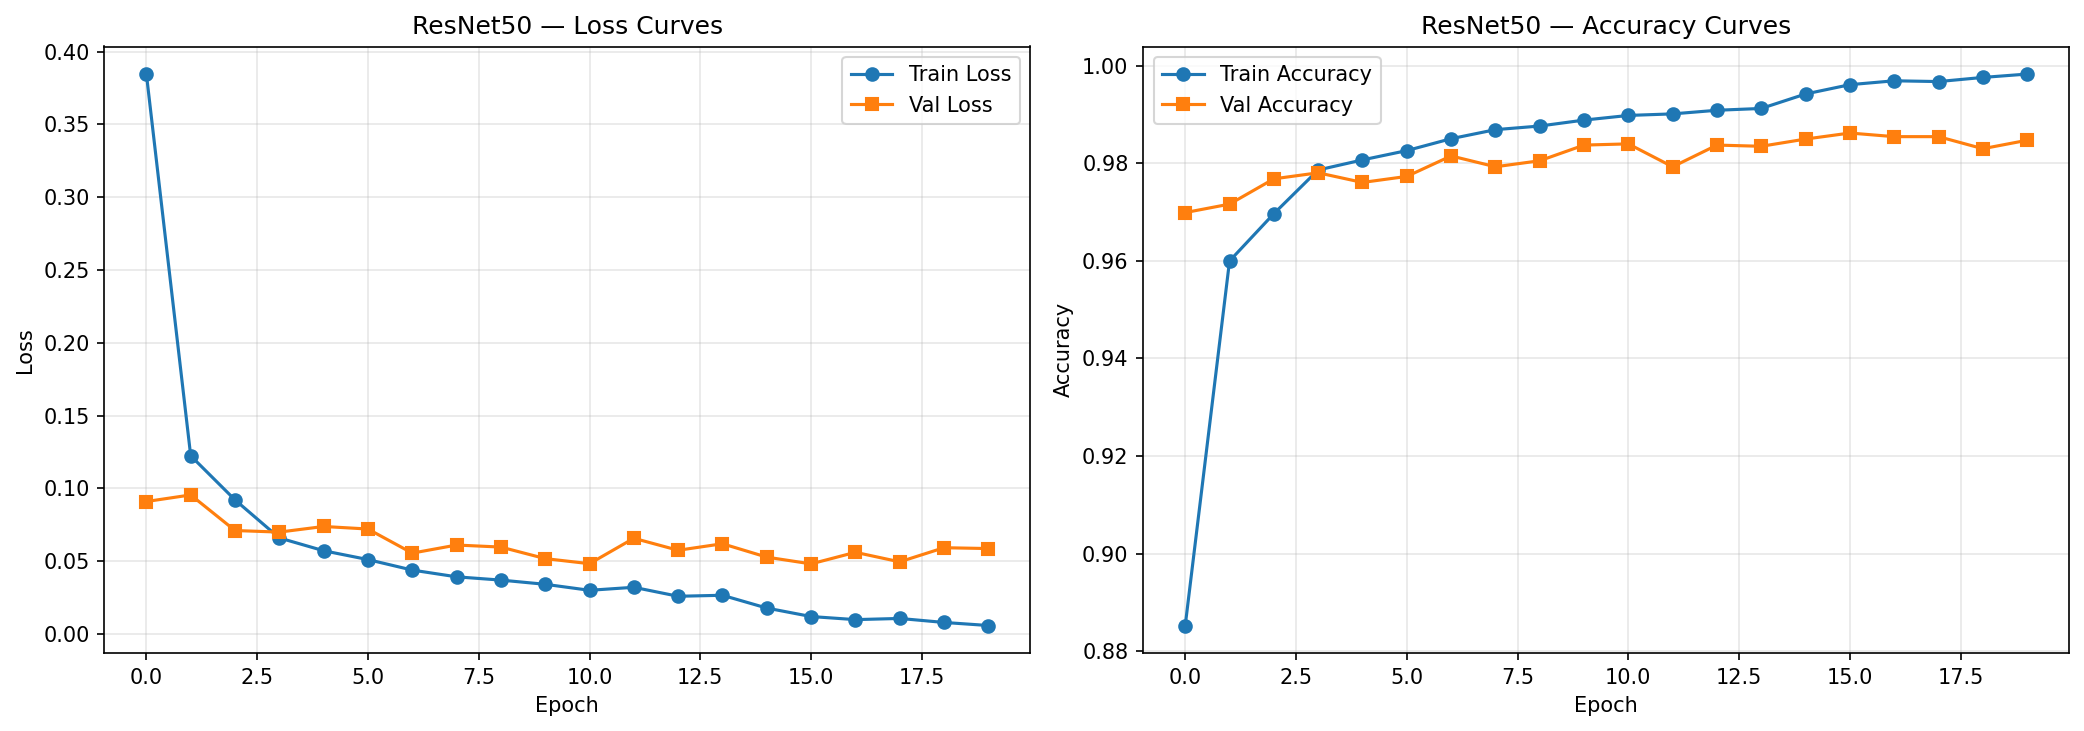 ResNet50 — Loss Curves
Train Loss
Val Loss
0.40
0.35
0.30
0.25
0.20
0.15
0.10
0.05
0.00
Loss
0.0 2.5 5.0 7.5 10.0 12.5 15.0 17.5
Epoch
ResNet50 — Accuracy Curves
Train Accuracy
Val Accuracy
1.00
0.98
0.96
0.94
0.92
0.90
0.88
Accuracy
0.0 2.5 5.0 7.5 10.0 12.5 15.0 17.5
Epoch